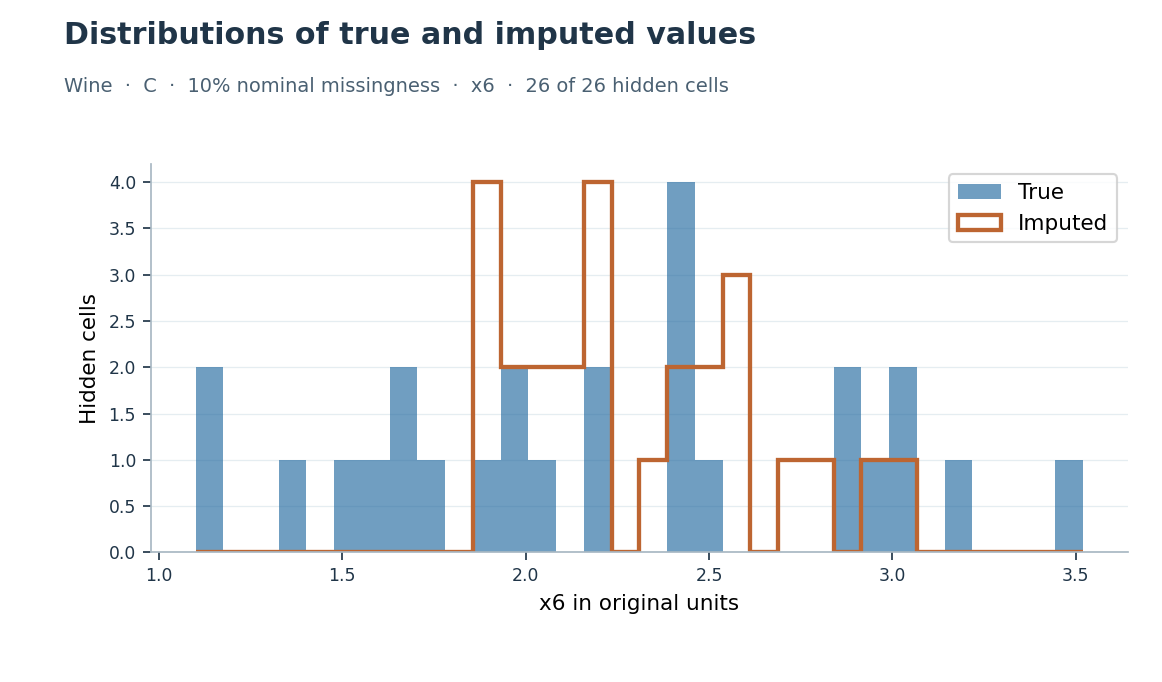 Distributions of true and imputed values
Wine · C · 10% nominal missingness · x6 · 26 of 26 hidden cells
4.0
3.5
3.0
2.5
2.0
1.5
1.0
0.5
0.0
Hidden cells
True
Imputed
1.0 1.5 2.0 2.5 3.0 3.5
x6 in original units